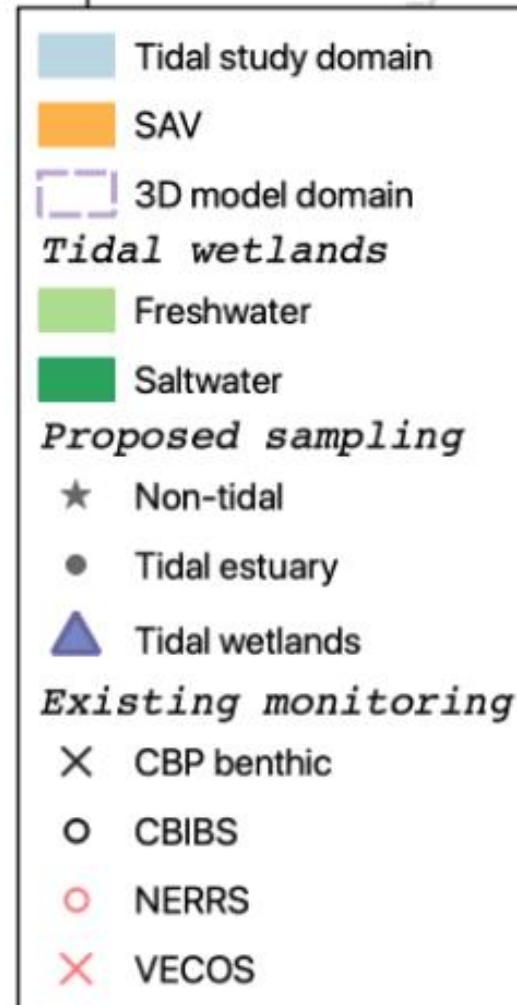 Tidal study domain
SAV
3D model domain
Tidal wetlands
Freshwater
Saltwater
Proposed sampling
Non-tidal
Tidal estuary
Tidal wetlands
Existing monitoring
CBP benthic
CBIBS
NERRS
VECOS